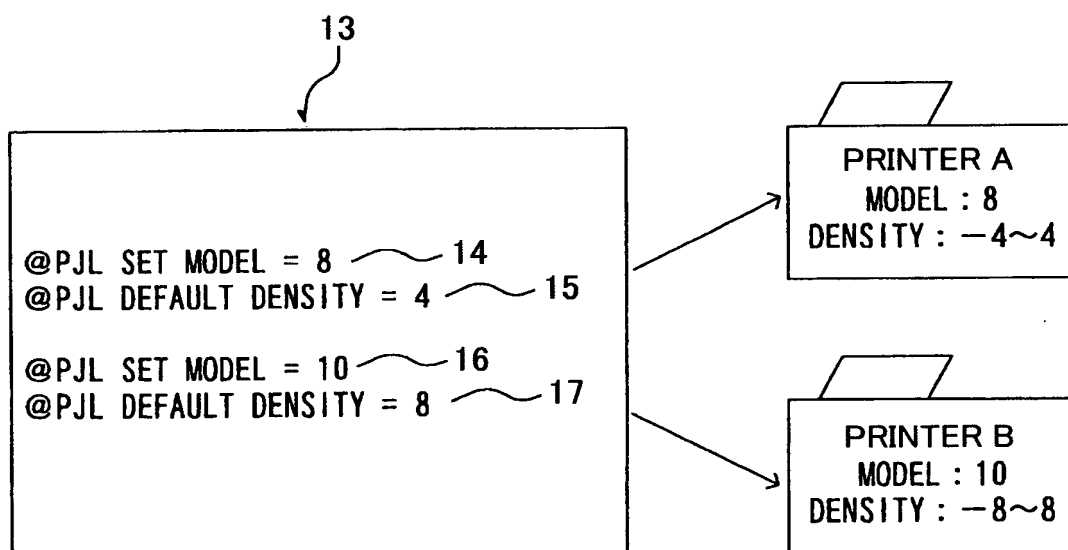 13
@PJL SET MODEL = 8 14
@PJL DEFAULT DENSITY = 4 15
@PJL SET MODEL = 10 16
@PJL DEFAULT DENSITY = 8 17
PRINTER A
MODEL : 8
DENSITY : −4〜4
PRINTER B
MODEL : 10
DENSITY : −8〜8